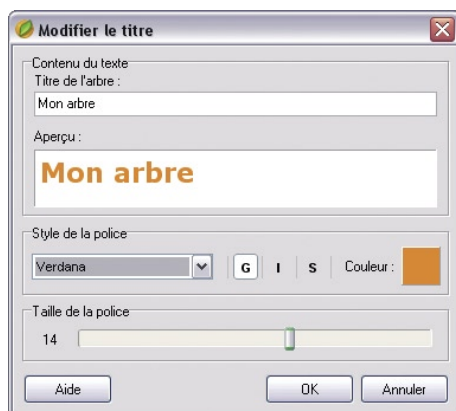 Modifier le titre
Contenu du texte
Titre de l'arbre :
Mon arbre
Aperçu :
Mon arbre
Style de la police
Verdana G I S Couleur :
Taille de la police
14
Aide OK Annuler